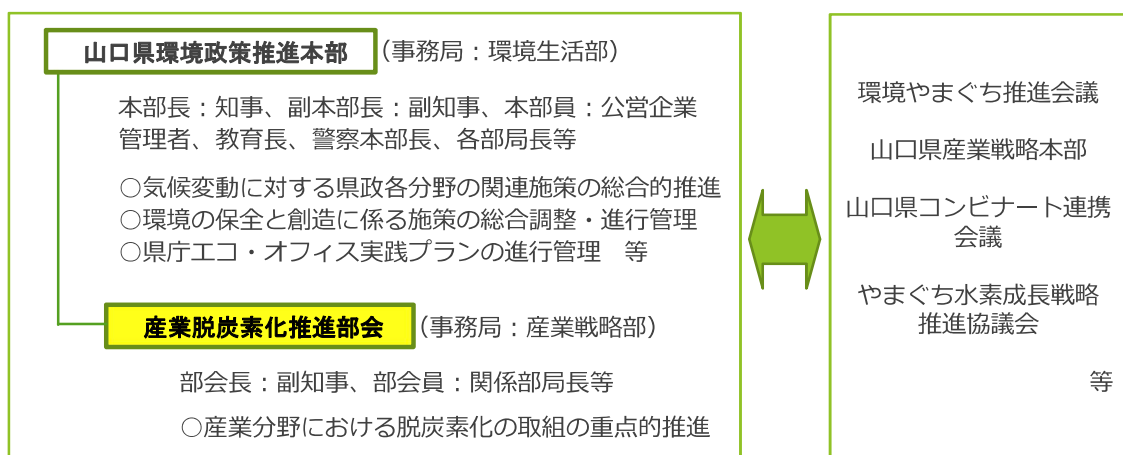 山口県環境政策推進本部 (事務局：環境生活部)
本部長：知事、副本部長：副知事、本部員：公営企業
管理者、教育長、警察本部長、各部局長等
○気候変動に対する県政各分野の関連施策の総合的推進
○環境の保全と創造に係る施策の総合調整・進行管理
○県庁エコ・オフィス実践プランの進行管理　等
産業脱炭素化推進部会 (事務局：産業戦略部)
部会長：副知事、部会員：関係部局長等
○産業分野における脱炭素化の取組の重点的推進
環境やまぐち推進会議
山口県産業戦略本部
山口県コンビナート連携
会議
やまぐち水素成長戦略
推進協議会
等